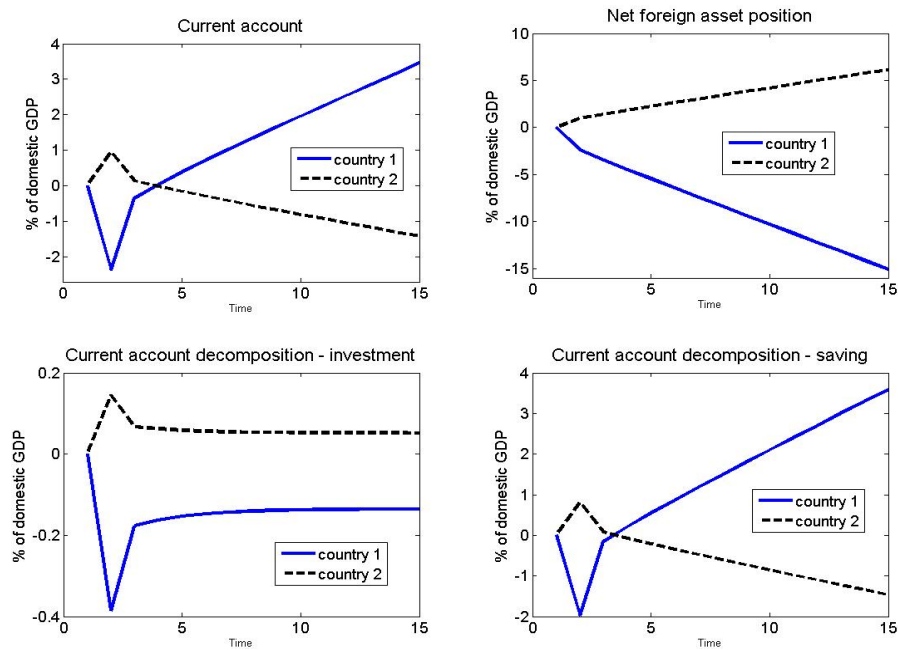 Current account
% of domestic GDP
4
3
2
1
0
-1
-2
0
5
10
15
Time
country 1
country 2
Net foreign asset position
% of domestic GDP
10
5
0
-5
-10
-15
0
5
10
15
Time
country 1
country 2
Current account decomposition - investment
% of domestic GDP
0.2
0
-0.2
-0.4
0
5
10
15
Time
country 1
country 2
Current account decomposition - saving
% of domestic GDP
4
3
2
1
0
-1
-2
0
5
10
15
Time
country 1
country 2